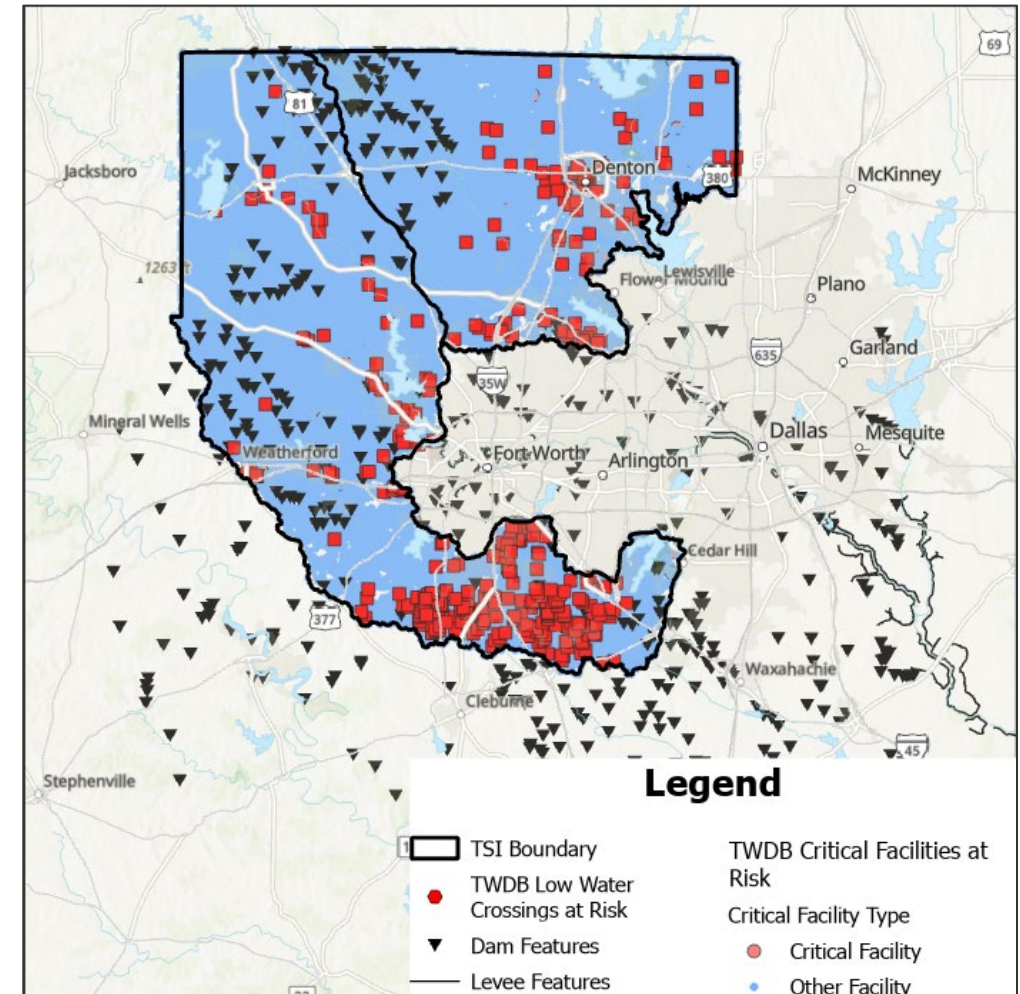 69
81
Jacksboro
Denton
380
McKinney
1263 ft
Lewisville
Flower Mound
Plano
635
Garland
35W
Mineral Wells
Weatherford
Fort Worth
Arlington
Dallas
Mesquite
Cedar Hill
377
Waxahachie
Cleburne
45
Stephenville
Legend
TSI Boundary
TWDB Low Water
Crossings at Risk
Dam Features
Levee Features
TWDB Critical Facilities at
Risk
Critical Facility Type
Critical Facility
Other Facility